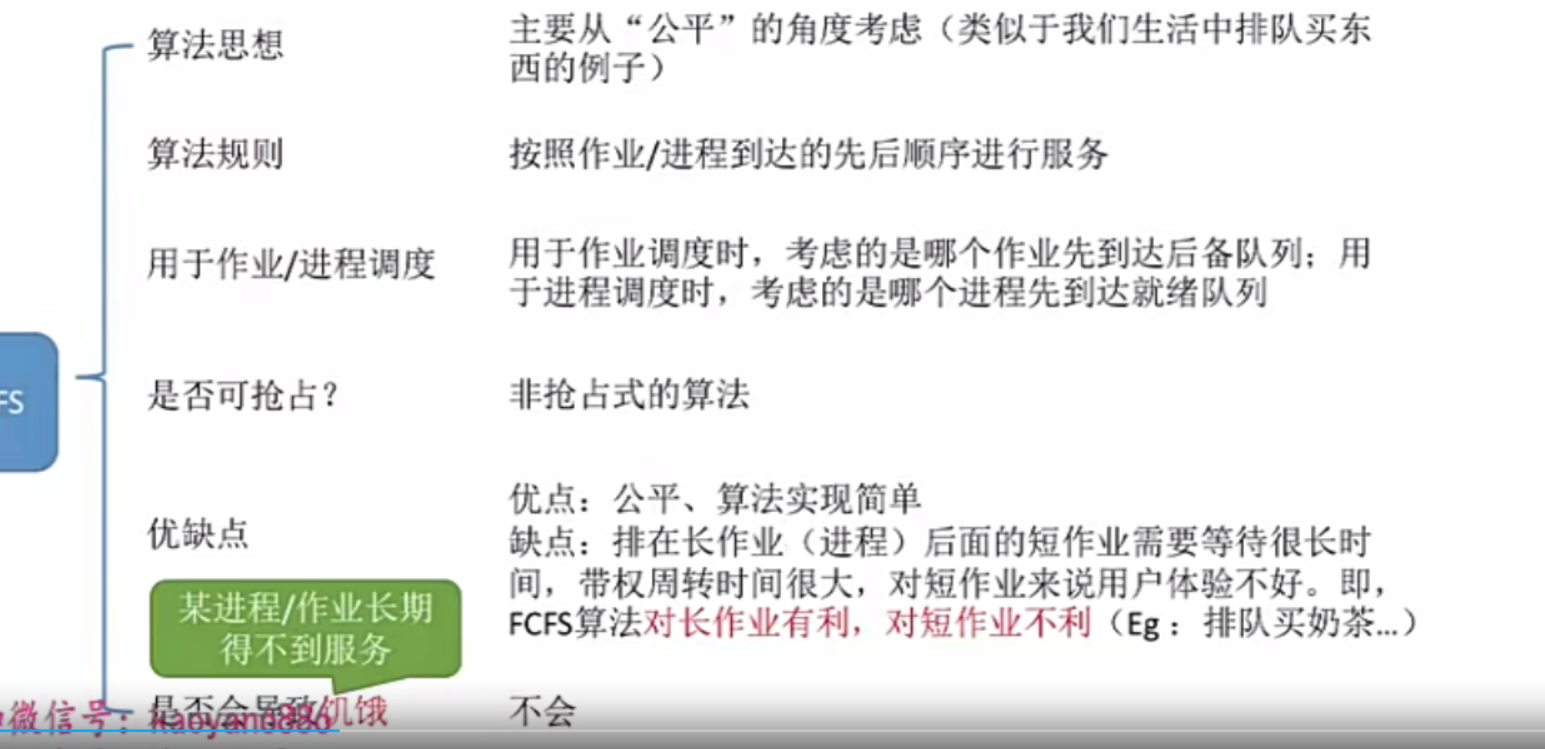 算法思想
主要从“公平”的角度考虑（类似于我们生活中排队买东
西的例子）
算法规则
按照作业/进程到达的先后顺序进行服务
用于作业/进程调度
用于作业调度时，考虑的是哪个作业先到达后备队列；用
于进程调度时，考虑的是哪个进程先到达就绪队列
FS
是否可抢占？
非抢占式的算法
优缺点
优点：公平、算法实现简单
缺点：排在长作业（进程）后面的短作业需要等待很长时
间，带权周转时间很大，对短作业来说用户体验不好。即，
FCFS算法对长作业有利，对短作业不利（Eg：排队买奶茶…）
某进程/作业长期
得不到服务
是否会导致饥饿
不会
微信号：kaoyand886